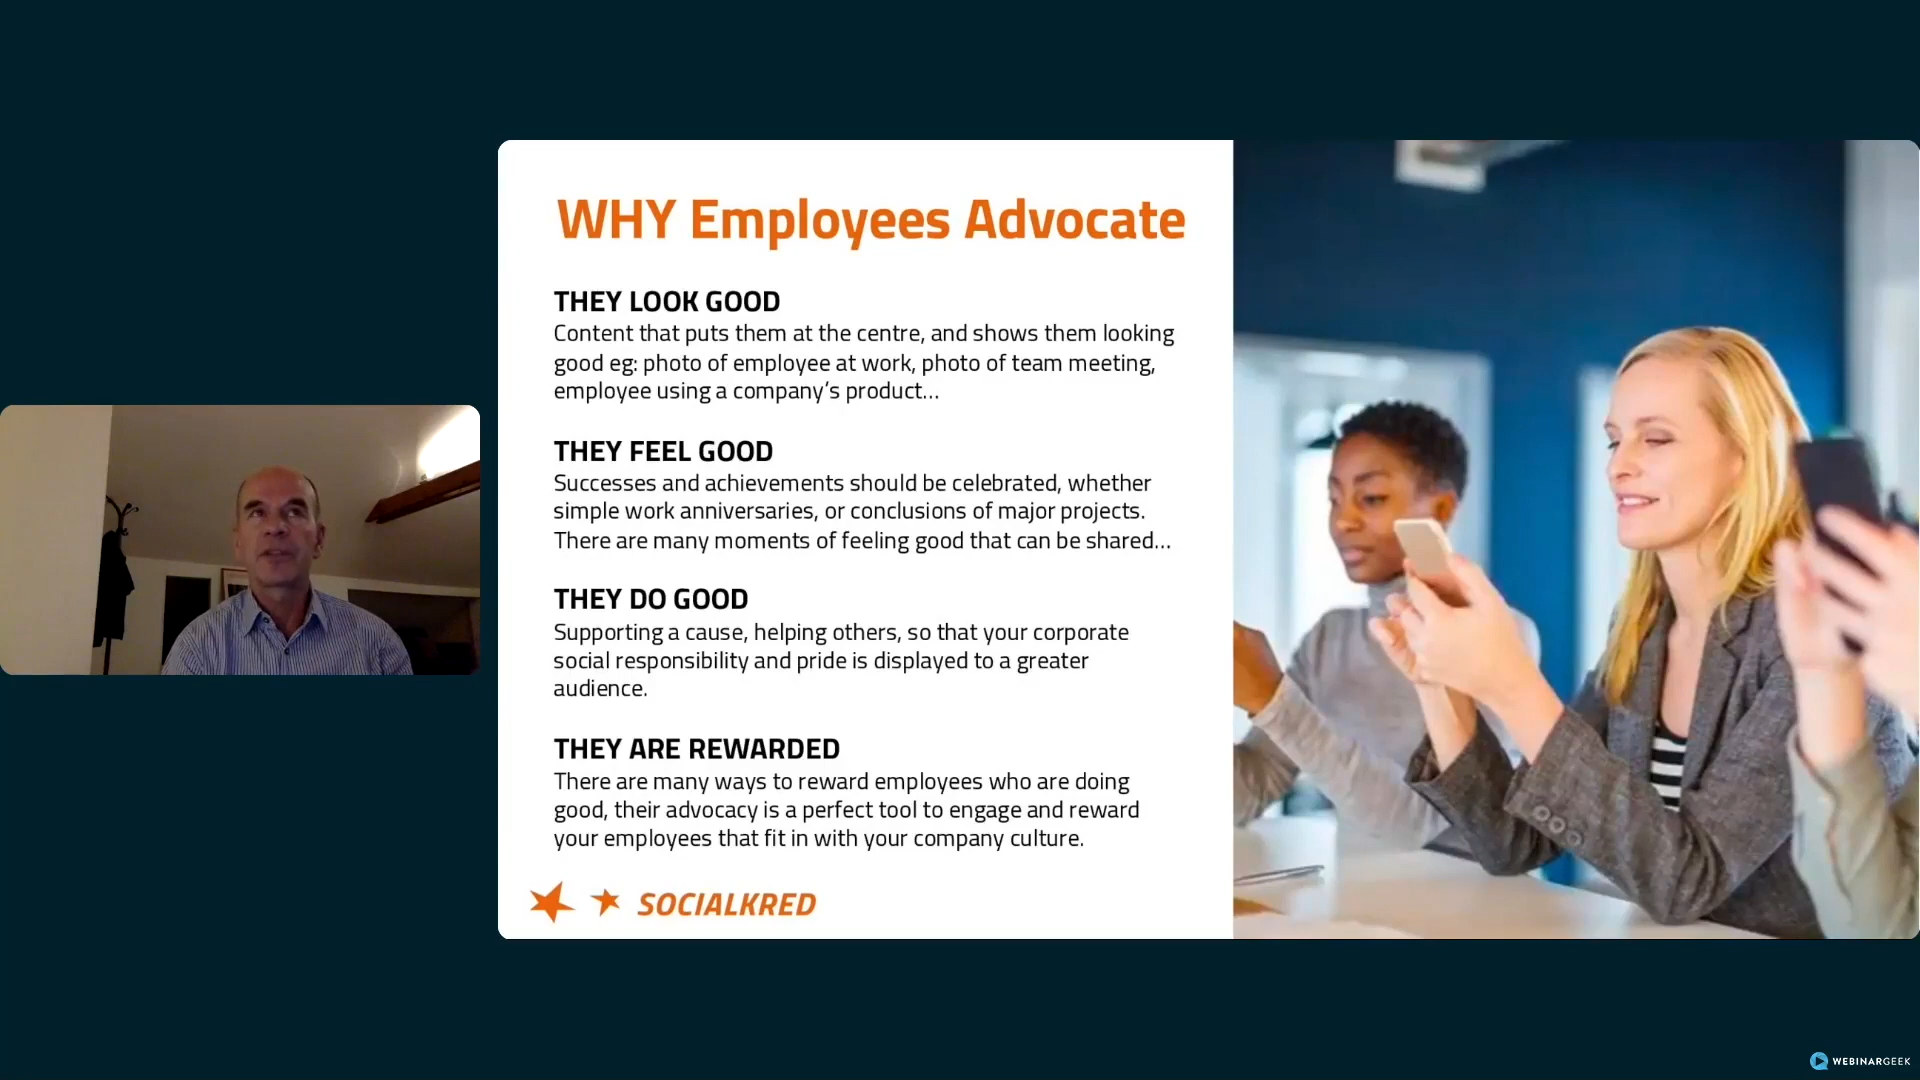 WHY Employees Advocate
THEY LOOK GOOD
Content that puts them at the centre, and shows them looking
good eg: photo of employee at work, photo of team meeting,
employee using a company’s product...
THEY FEEL GOOD
Successes and achievements should be celebrated, whether
simple work anniversaries, or conclusions of major projects.
There are many moments of feeling good that can be shared...
THEY DO GOOD
Supporting a cause, helping others, so that your corporate
social responsibility and pride is displayed to a greater
audience.
THEY ARE REWARDED
There are many ways to reward employees who are doing
good, their advocacy is a perfect tool to engage and reward
your employees that fit in with your company culture.
SOCIALKRED
WEBINARGEEK